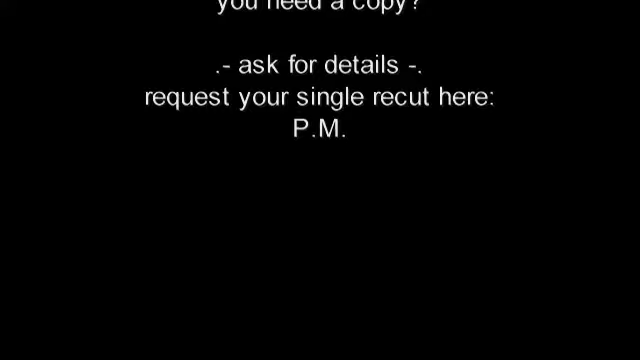 you need a copy?
.- ask for details -.
request your single recut here:
P.M.